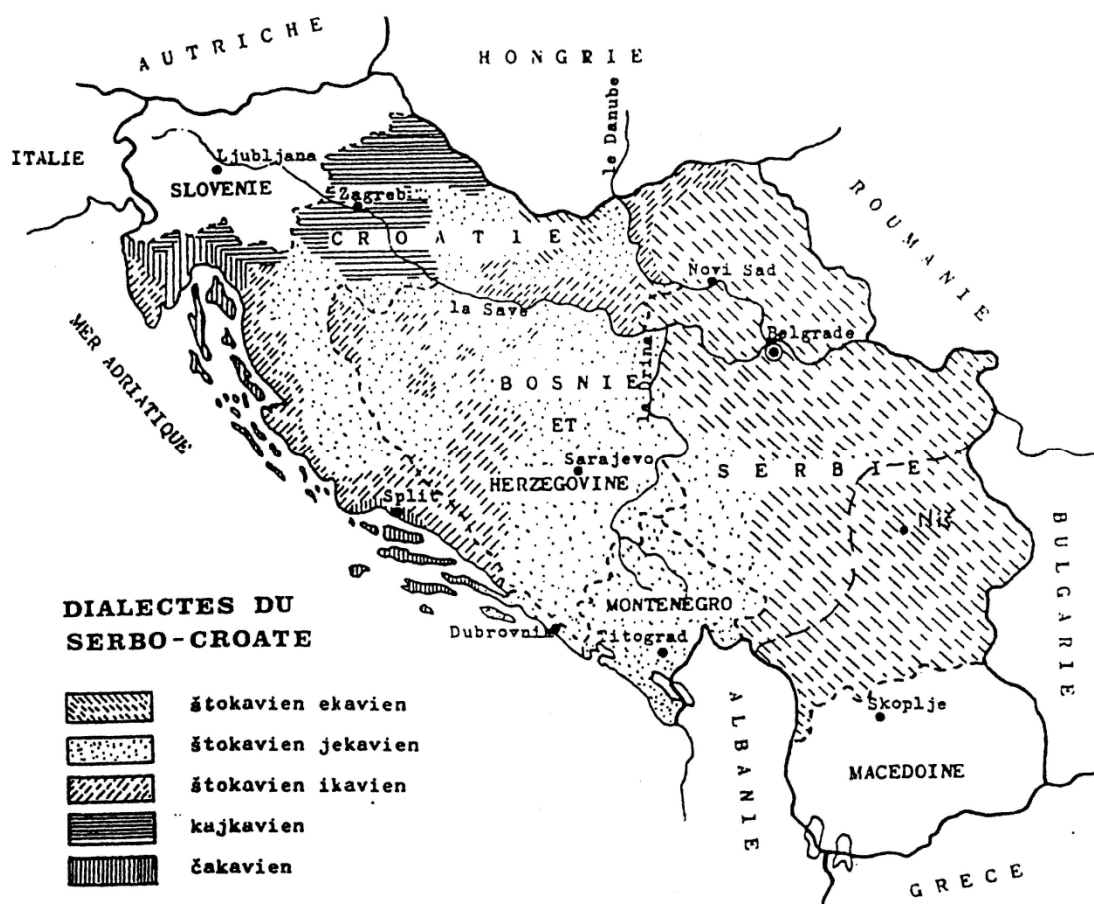 AUTRICHE
HONGRIE
le Danube
ITALIE
Ljubljana
SLOVENIE
Zagreb
CROATIE
ROUMANIE
Novi Sad
la Save
Belgrade
MER ADRIATIQUE
la Drina
BOSNIE
ET
HERZEGOVINE
Sarajevo
SERBIE
Split
Niš
BULGARIE
MONTENEGRO
Dubrovnik
Titograd
ALBANIE
Skoplje
MACEDOINE
GRECE
DIALECTES DU
SERBO-CROATE
štokavien ekavien
štokavien jekavien
štokavien ikavien
kajkavien
čakavien